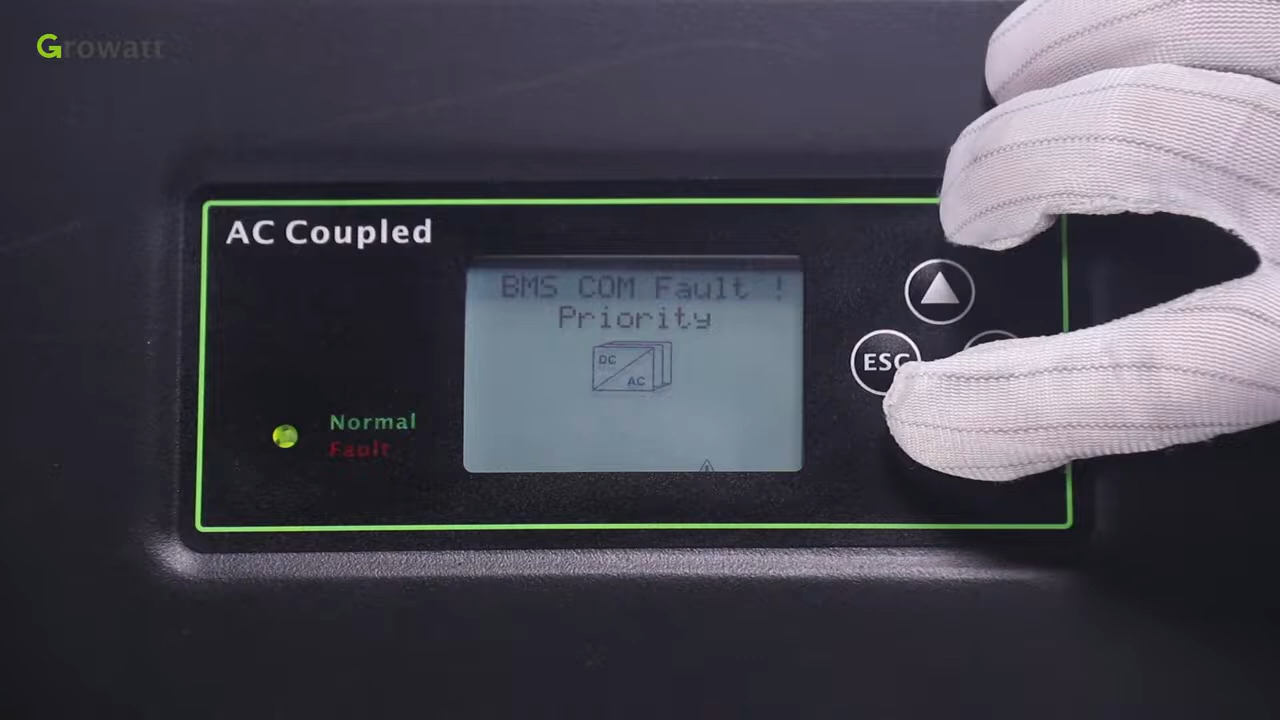 Growatt
AC Coupled
BMS COM Fault !
Priority
DC
AC
ESC
Normal
Fault